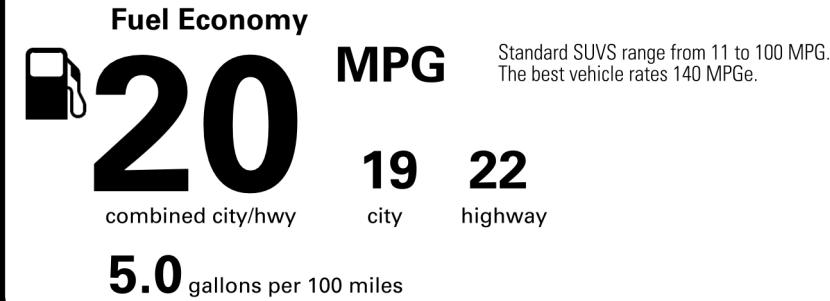 Fuel Economy
20
MPG
Standard SUVS range from 11 to 100 MPG.
The best vehicle rates 140 MPGe.
19 22
combined city/hwy city highway
5.0 gallons per 100 miles